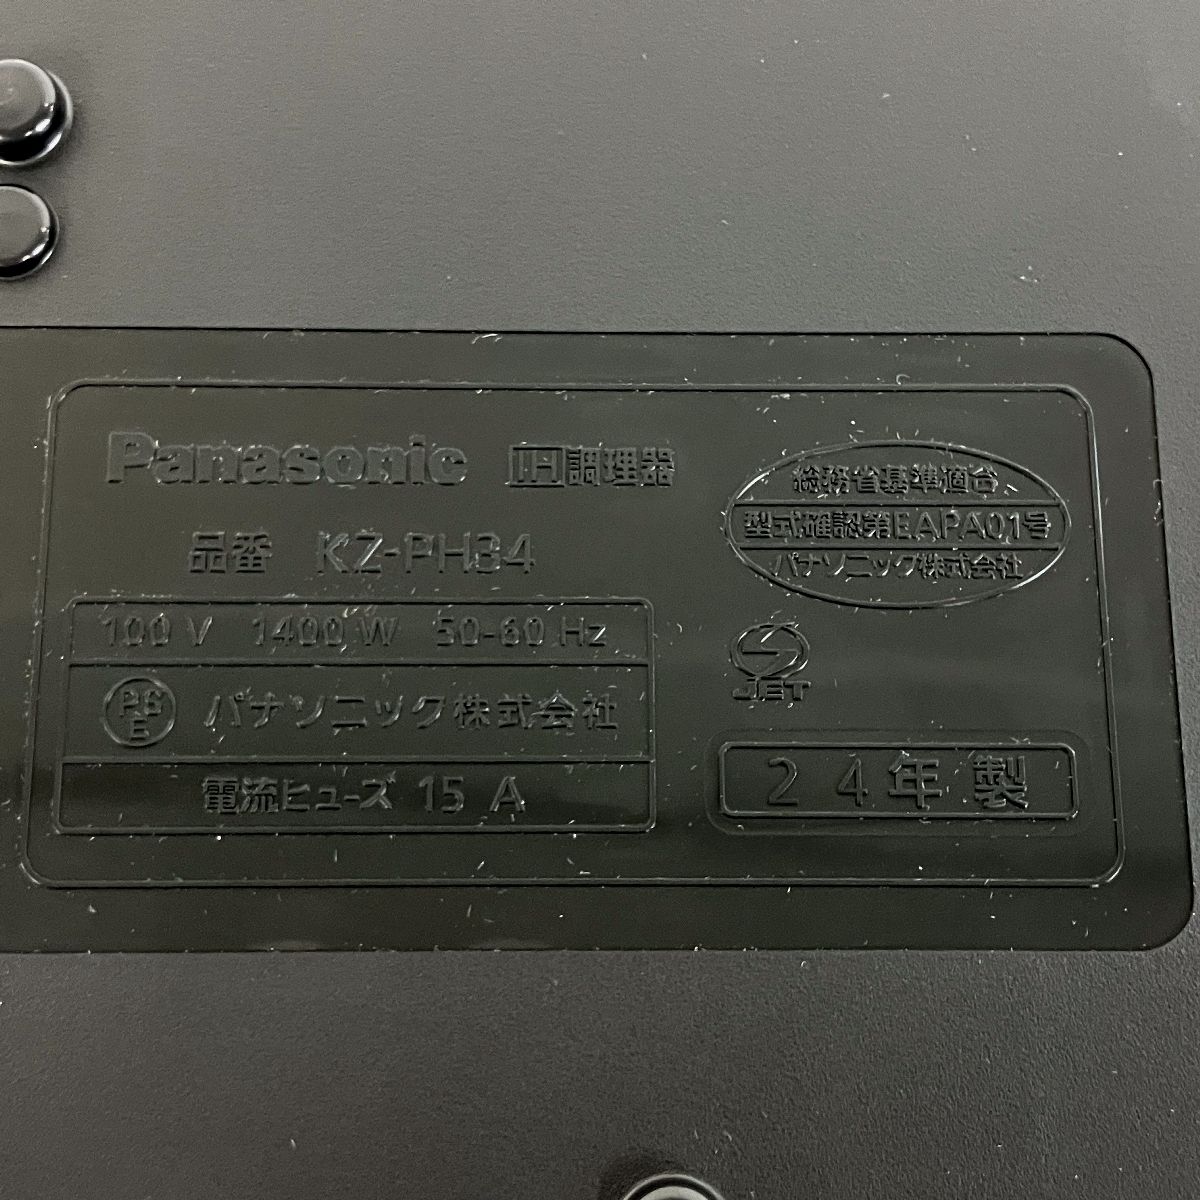 Panasonic IH調理器
品番 KZ-PH34
100 V 1400 W 50-60 Hz
PS E パナソニック株式会社
電流ヒューズ 15 A
総務省基準適合
型式確認第EAPA01号
パナソニック株式会社
S JET
24年製